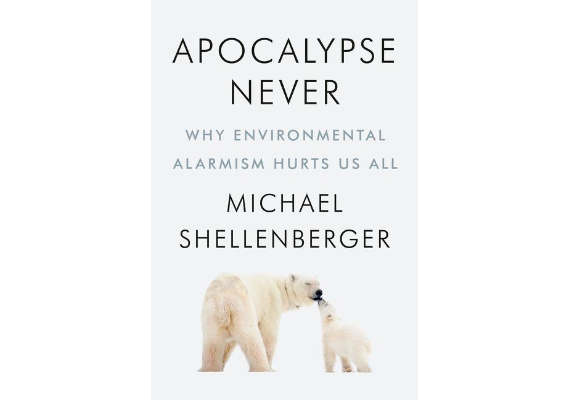 APOCALYPSE
NEVER
WHY ENVIRONMENTAL
ALARMISM HURTS US ALL
MICHAEL
SHELLENBERGER